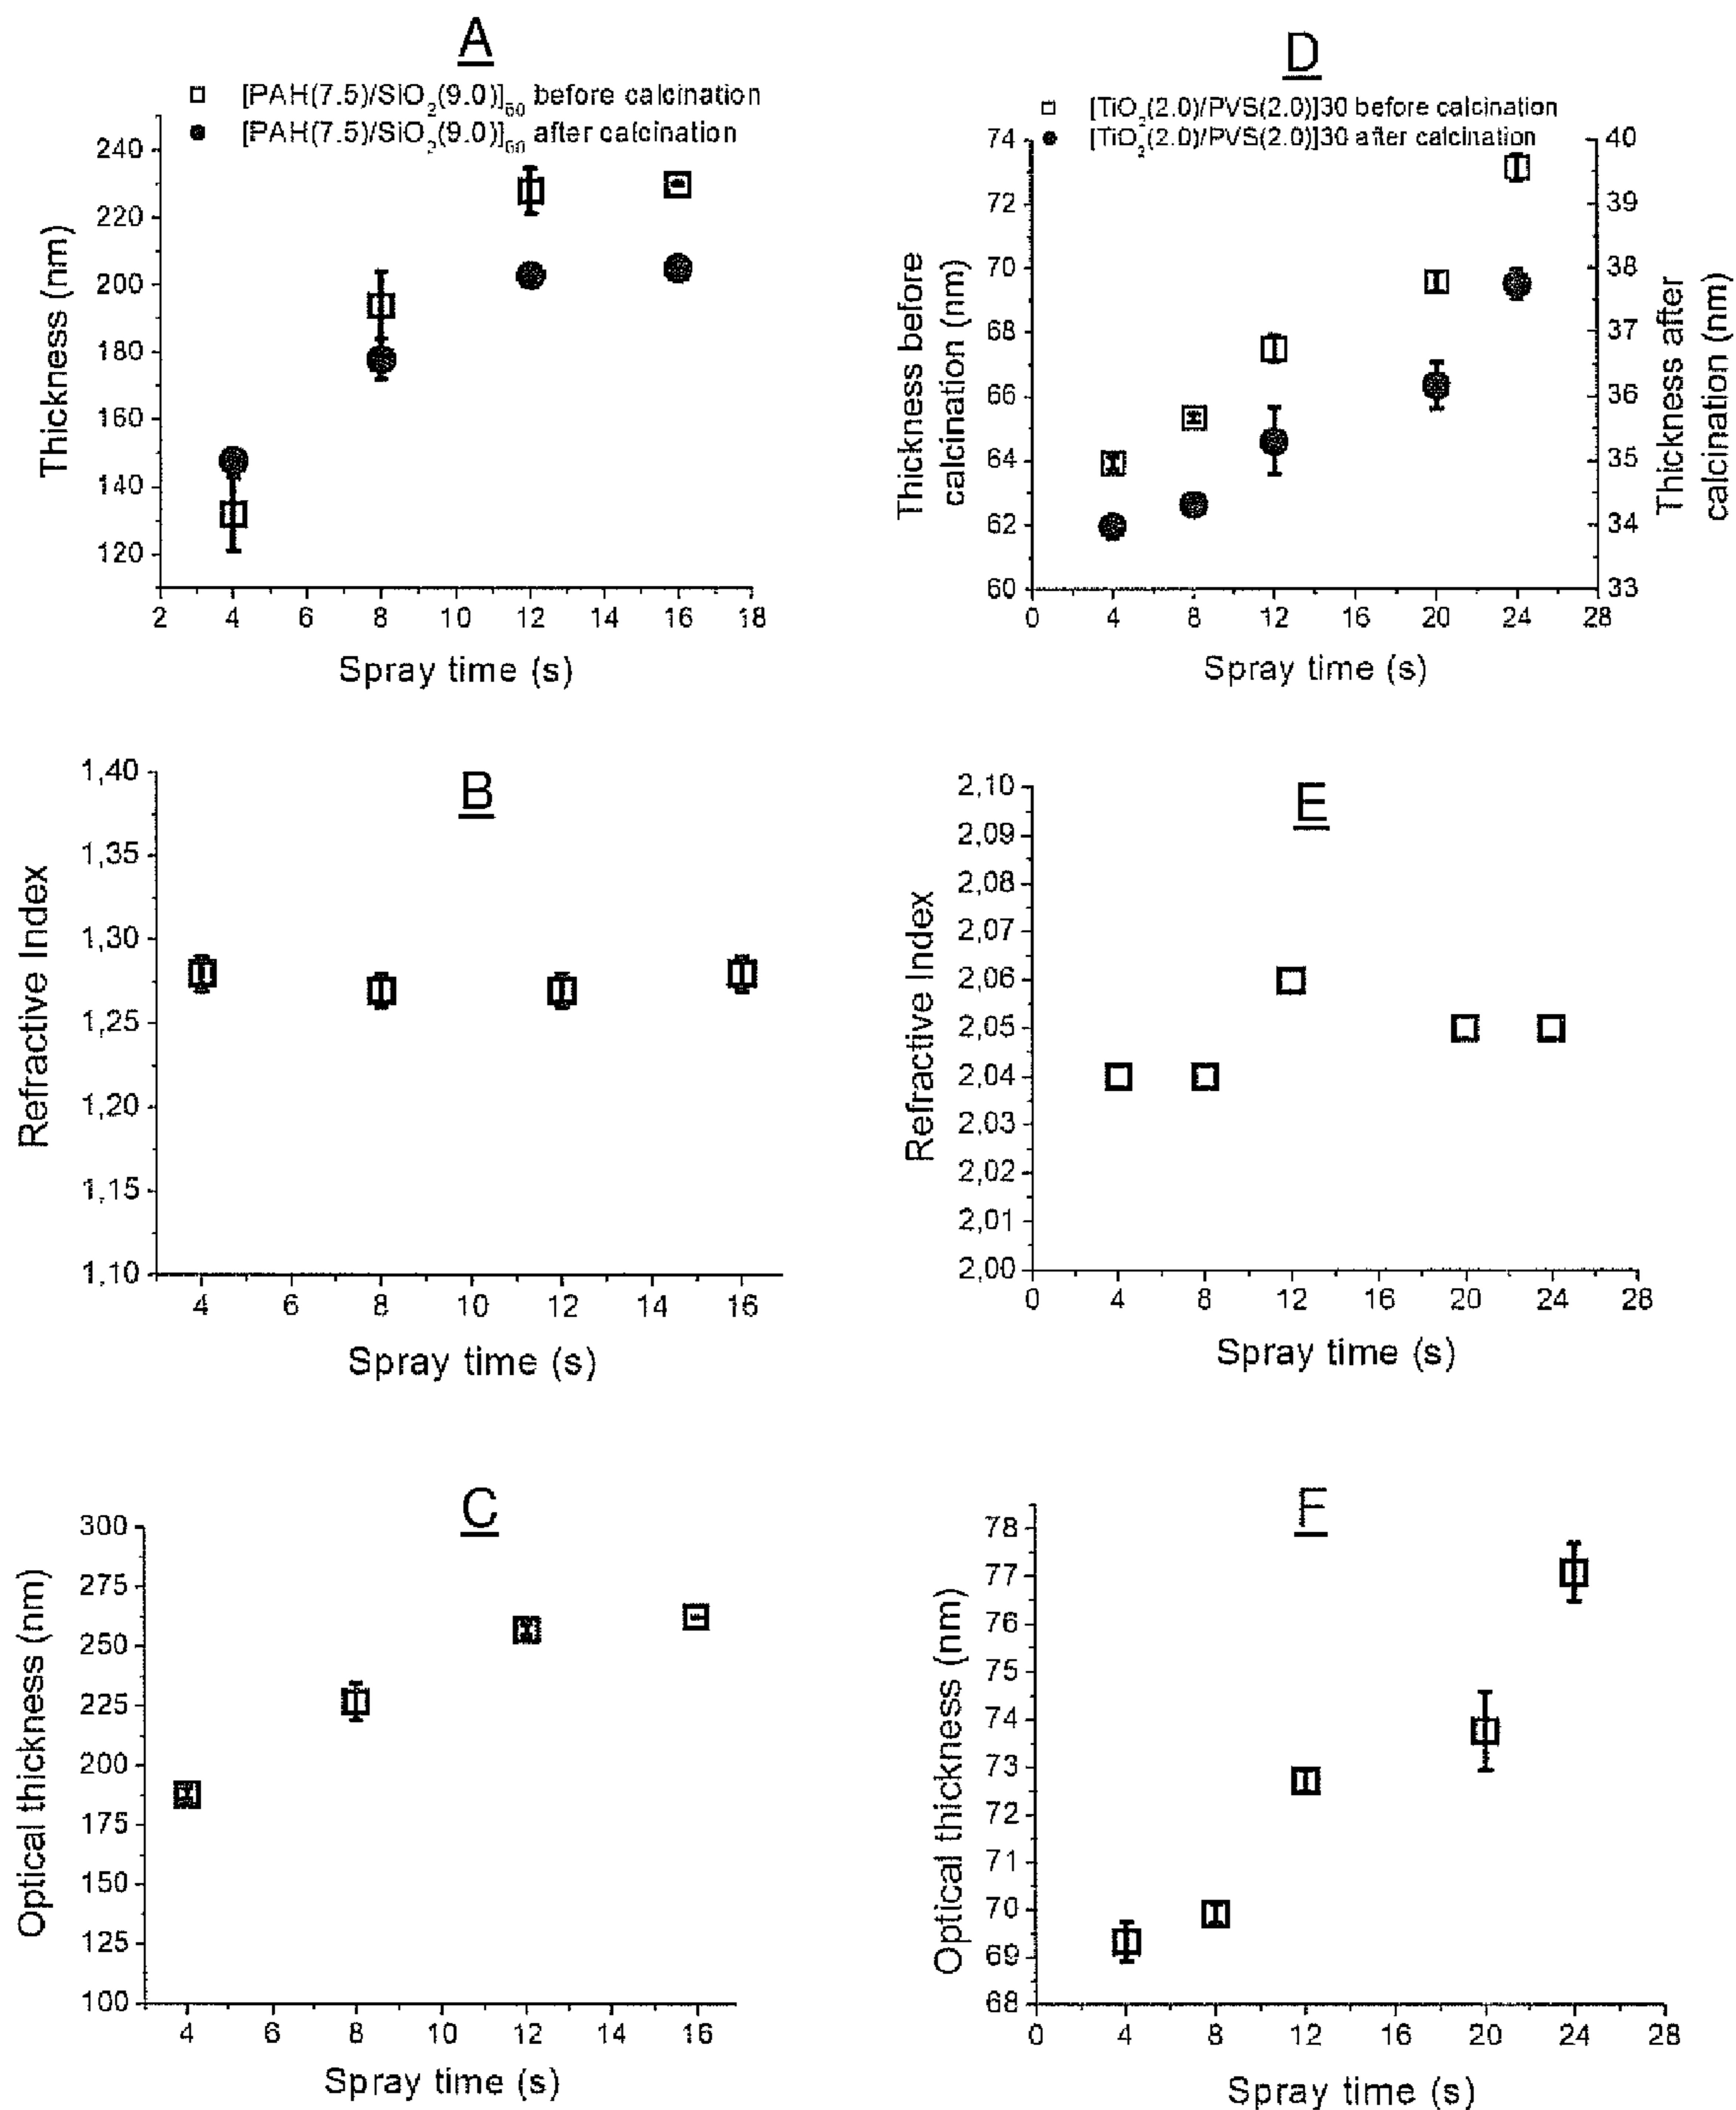 A
[PAH(7.5)/SiO2(9.0)]60 before calcination
[PAH(7.5)/SiO2(9.0)]60 after calcination
Thickness (nm)
240
220
200
180
160
140
120
2 4 6 8 10 12 14 16 18
Spray time (s)
D
[TiO2(2.0)/PVS(2.0)]30 before calcination
[TiO2(2.0)/PVS(2.0)]30 after calcination
Thickness before
calcination (nm)
74
72
70
68
66
64
62
60
40
39
38
37
36
35
34
33
Thickness after
calcination (nm)
0 4 8 12 16 20 24 28
Spray time (s)
B
Refractive Index
1,40
1,35
1,30
1,25
1,20
1,15
1,10
4 6 8 10 12 14 16
Spray time (s)
E
Refractive Index
2,10
2,09
2,08
2,07
2,06
2,05
2,04
2,03
2,02
2,01
2,00
0 4 8 12 16 20 24 28
Spray time (s)
C
Optical thickness (nm)
300
275
250
225
200
175
150
125
100
4 6 8 10 12 14 16
Spray time (s)
F
Optical thickness (nm)
78
77
76
75
74
73
72
71
70
69
68
0 4 8 12 16 20 24 28
Spray time (s)